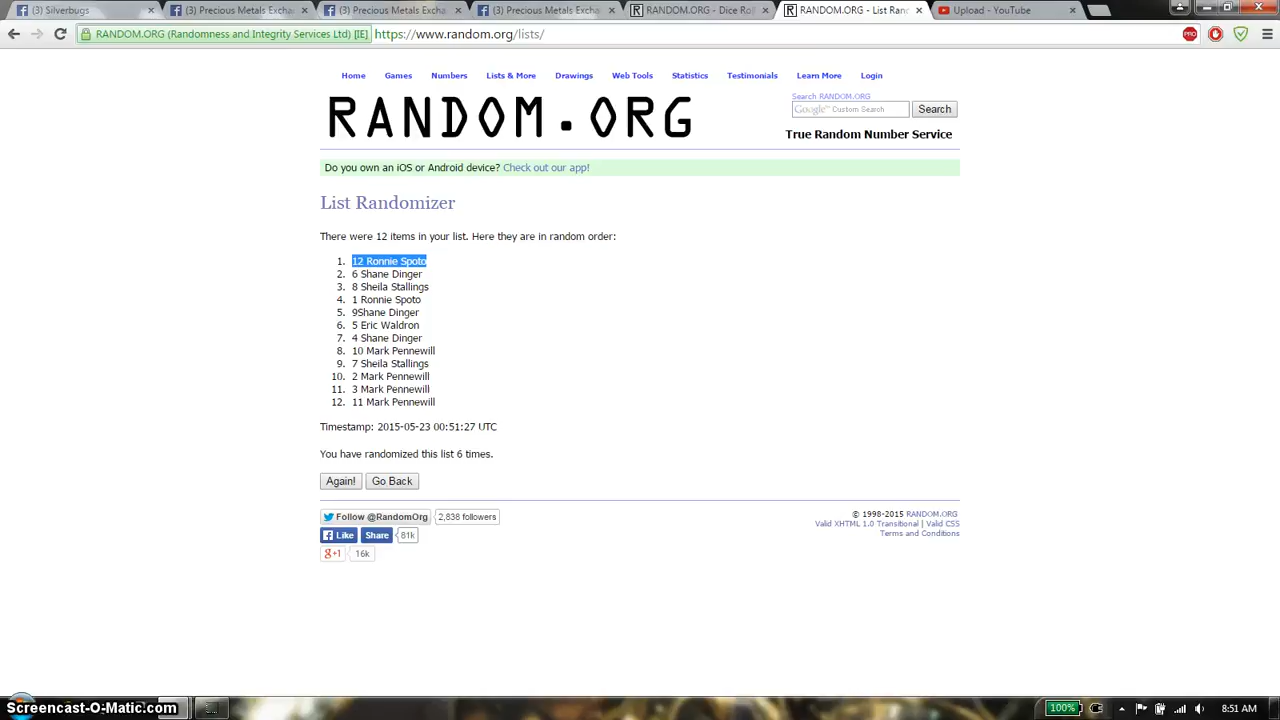 (3) Silverbugs
(3) Precious Metals Exch
(3) Precious Metals Excha
(3) Precious Metals Excha
RANDOM.ORG - Dice Rol
RANDOM.ORG - List Ran
Upload - YouTube
RANDOM.ORG (Randomness and Integrity Services Ltd) [IE]
https://www.random.org/lists/
PRO
Home Games Numbers Lists & More Drawings Web Tools Statistics Testimonials Learn More Login
RANDOM.ORG
Search RANDOM.ORG
Google™ Custom Search
Search
True Random Number Service
Do you own an iOS or Android device? Check out our app!
List Randomizer
There were 12 items in your list. Here they are in random order:
1. 12 Ronnie Spoto
2. 6 Shane Dinger
3. 8 Sheila Stallings
4. 1 Ronnie Spoto
5. 9Shane Dinger
6. 5 Eric Waldron
7. 4 Shane Dinger
8. 10 Mark Pennewill
9. 7 Sheila Stallings
10. 2 Mark Pennewill
11. 3 Mark Pennewill
12. 11 Mark Pennewill
Timestamp: 2015-05-23 00:51:27 UTC
You have randomized this list 6 times.
Again! Go Back
Follow @RandomOrg 2,838 followers
Like Share 81k
g+1 16k
© 1998-2015 RANDOM.ORG
Valid XHTML 1.0 Transitional | Valid CSS
Terms and Conditions
Screencast-O-Matic.com
100%
8:51 AM